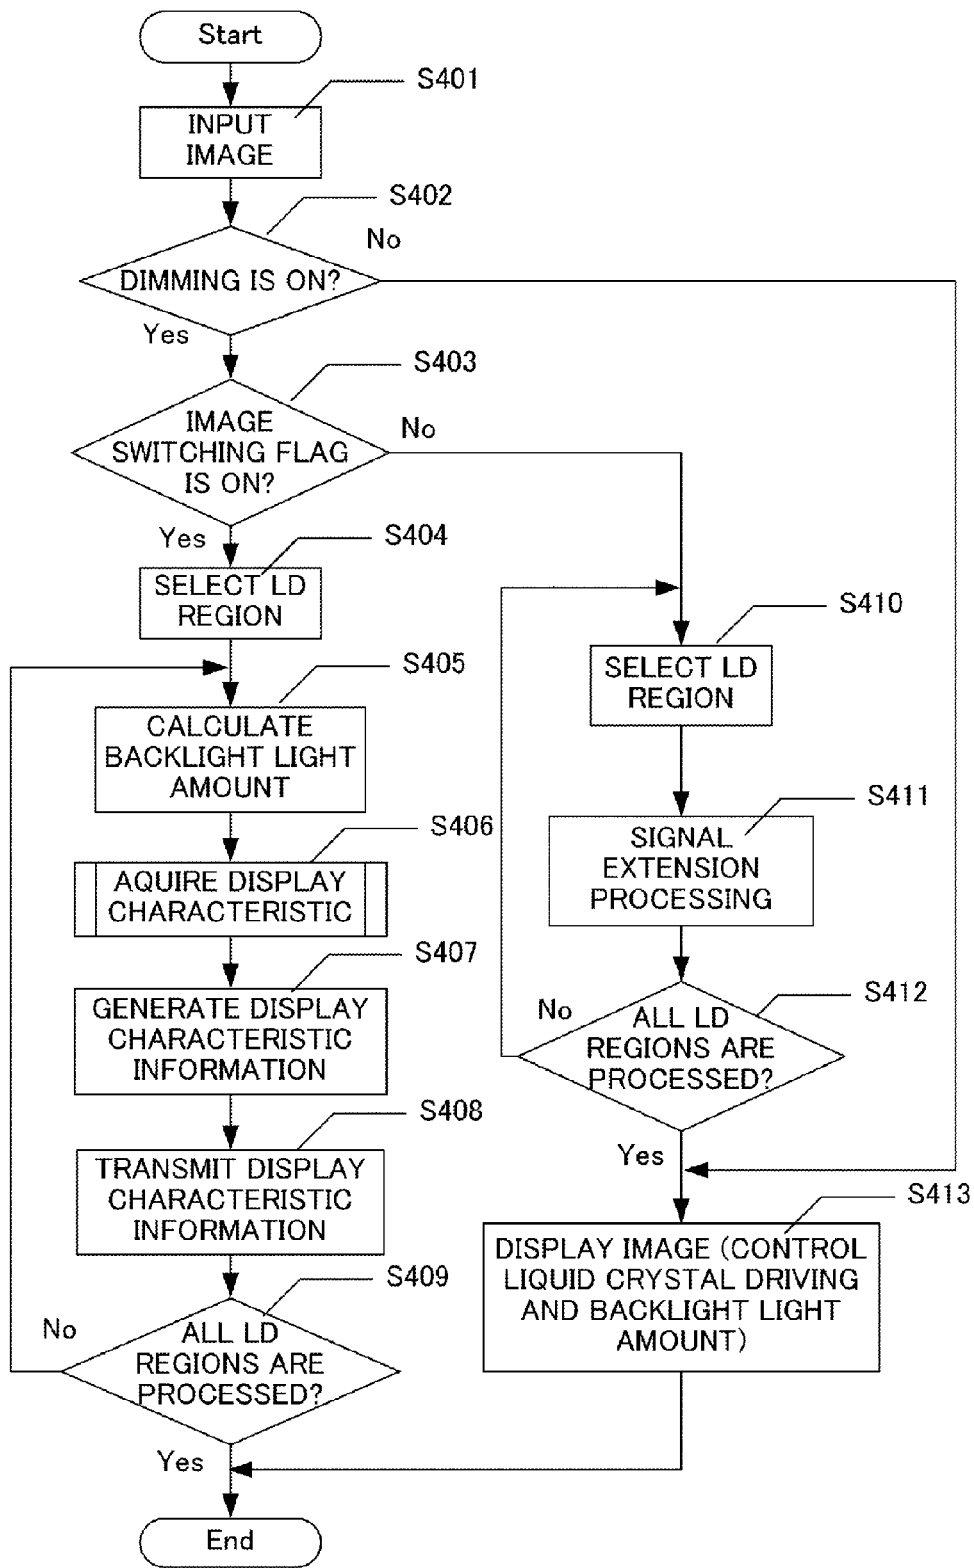 Start
S401
INPUT
IMAGE
S402
No
DIMMING IS ON?
Yes
S403
IMAGE
SWITCHING FLAG
IS ON?
No
Yes
S404
SELECT LD
REGION
S405
CALCULATE
BACKLIGHT LIGHT
AMOUNT
S406
AQUIRE DISPLAY
CHARACTERISTIC
S407
GENERATE DISPLAY
CHARACTERISTIC
INFORMATION
S408
TRANSMIT DISPLAY
CHARACTERISTIC
INFORMATION
S409
No
ALL LD
REGIONS ARE
PROCESSED?
Yes
S410
SELECT LD
REGION
S411
SIGNAL
EXTENSION
PROCESSING
S412
No
ALL LD
REGIONS ARE
PROCESSED?
Yes
S413
DISPLAY IMAGE (CONTROL
LIQUID CRYSTAL DRIVING
AND BACKLIGHT LIGHT
AMOUNT)
End